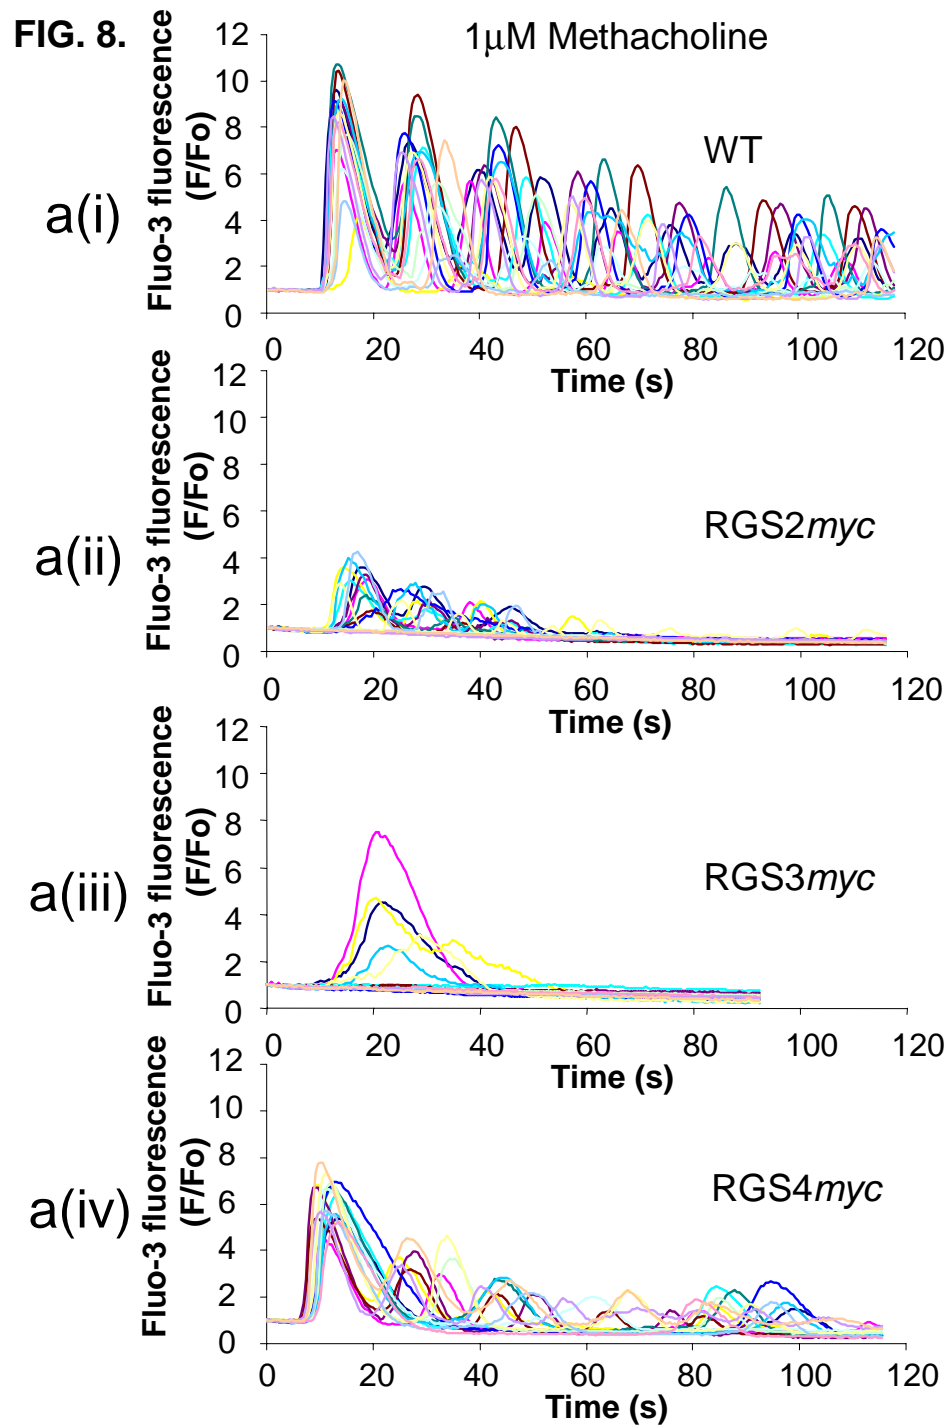 FIG. 8.
1μM Methacholine
a(i)
Fluo-3 fluorescence
(F/Fo)
12
10
8
6
4
2
0
WT
0 20 40 60 80 100 120
Time (s)
a(ii)
Fluo-3 fluorescence
(F/Fo)
12
10
8
6
4
2
0
RGS2myc
0 20 40 60 80 100 120
Time (s)
a(iii)
Fluo-3 fluorescence
(F/Fo)
12
10
8
6
4
2
0
RGS3myc
0 20 40 60 80 100 120
Time (s)
a(iv)
Fluo-3 fluorescence
(F/Fo)
12
10
8
6
4
2
0
RGS4myc
0 20 40 60 80 100 120
Time (s)